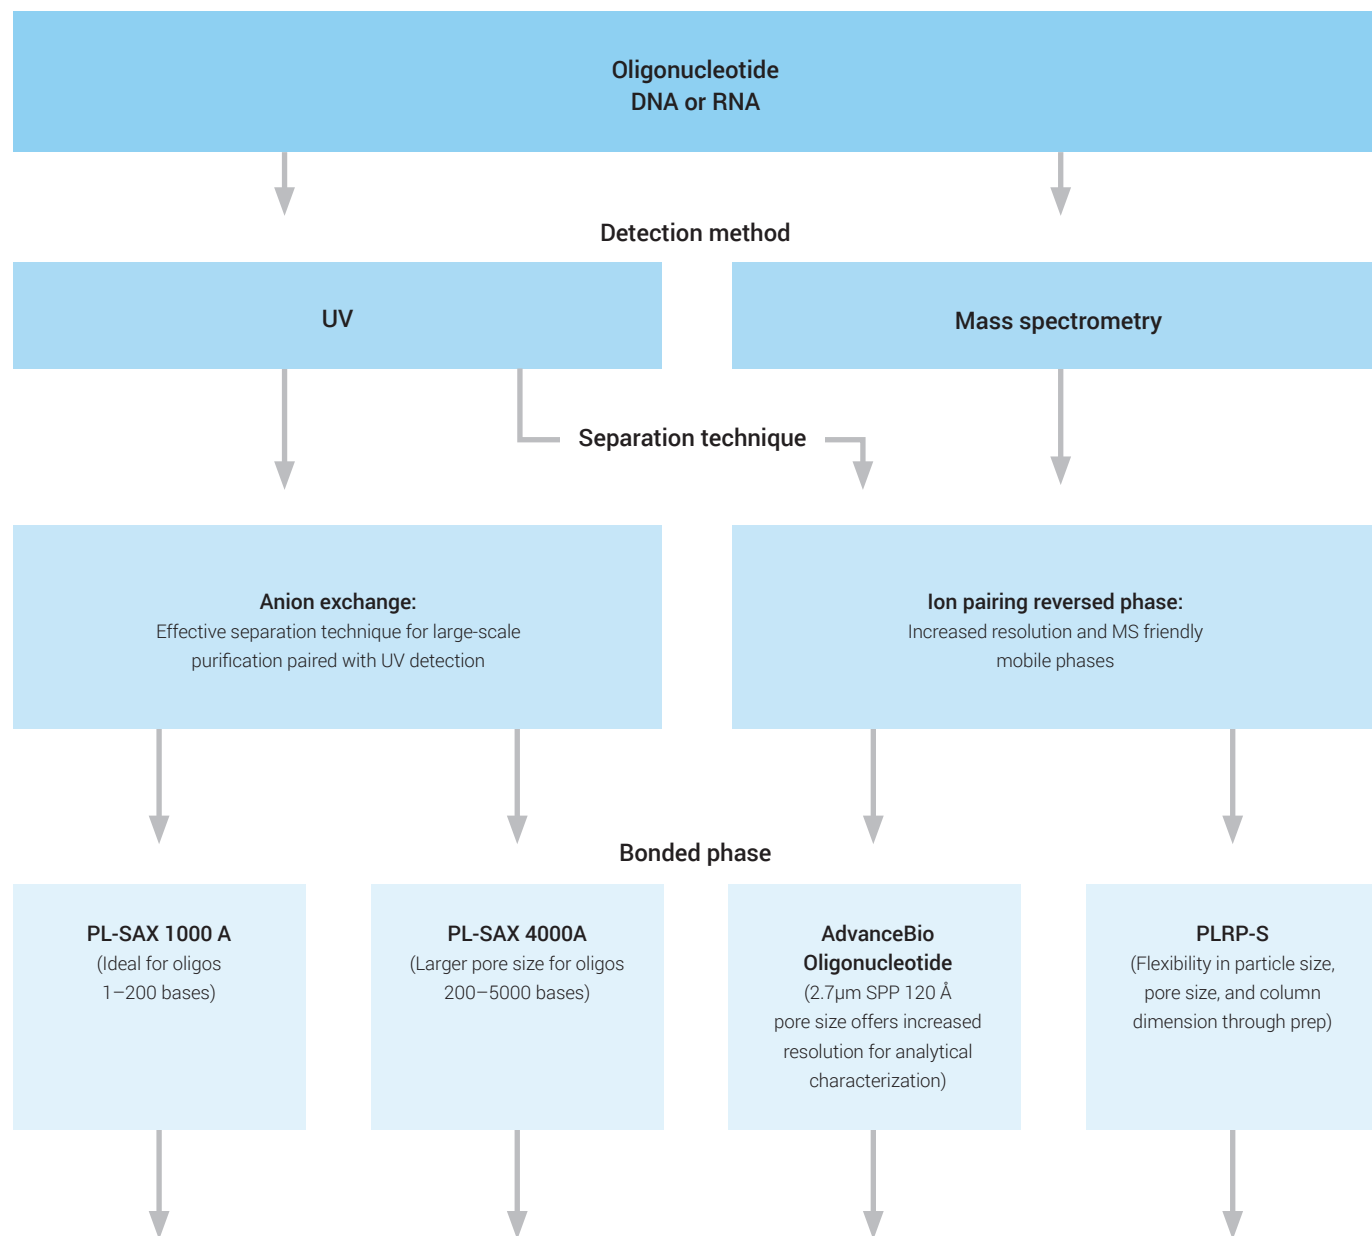 Oligonucleotide
DNA or RNA
Detection method
UV
Mass spectrometry
Separation technique
Anion exchange:
Effective separation technique for large-scale
purification paired with UV detection
Ion pairing reversed phase:
Increased resolution and MS friendly
mobile phases
Bonded phase
PL-SAX 1000 A
(Ideal for oligos
1–200 bases)
PL-SAX 4000A
(Larger pore size for oligos
200–5000 bases)
AdvanceBio
Oligonucleotide
(2.7µm SPP 120 Å
pore size offers increased
resolution for analytical
characterization)
PLRP-S
(Flexibility in particle size,
pore size, and column
dimension through prep)